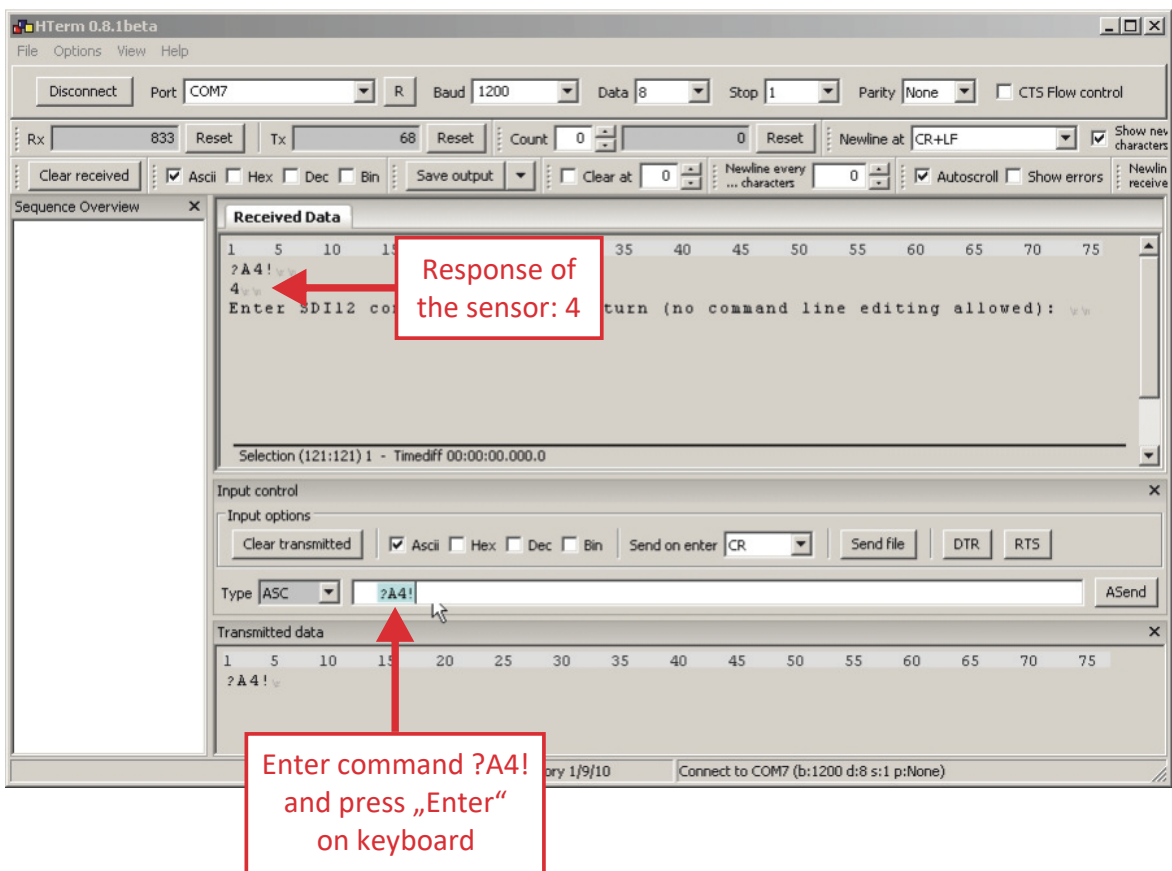 HTerm 0.8.1beta
File Options View Help
Disconnect Port COM7 R Baud 1200 Data 8 Stop 1 Parity None CTS Flow control
Rx 833 Reset Tx 68 Reset Count 0 0 Reset Newline at CR+LF Show new characters
Clear received Ascii Hex Dec Bin Save output Clear at 0 Newline every ... characters 0 Autoscroll Show errors
Sequence Overview
Received Data
1 5 10 35 40 45 50 55 60 65 70 75
?A4!
4
Response of
the sensor: 4
Enter SDI12 turn (no command line editing allowed):
Selection (121:121) 1 - Timediff 00:00:00.000.0
Input control
Input options
Clear transmitted Ascii Hex Dec Bin Send on enter CR Send file DTR RTS
Type ASC ?A4! ASend
Transmitted data
1 5 10 15 20 25 30 35 40 45 50 55 60 65 70 75
?A4!
Enter command ?A4!
and press „Enter“
on keyboard
ory 1/9/10 Connect to COM7 (b:1200 d:8 s:1 p:None)